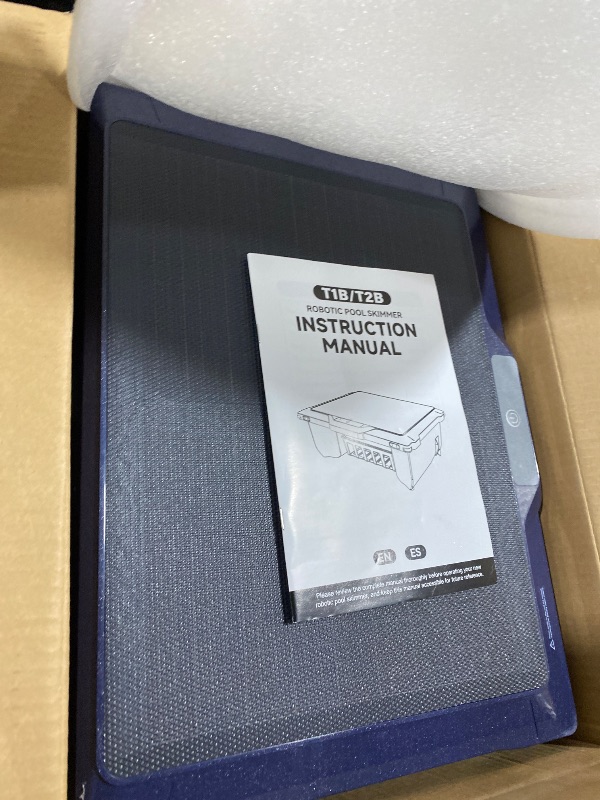 T1B/T2B
ROBOTIC POOL SKIMMER
INSTRUCTION
MANUAL
EN ES
Please review the complete manual thoroughly before operating your new
robotic pool skimmer, and keep this manual accessible for future reference.